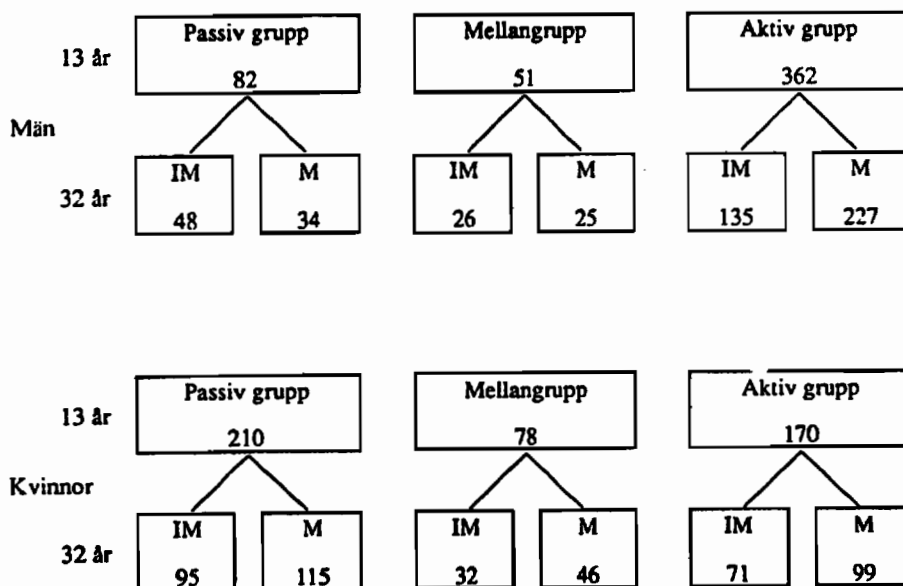 13 år
Passiv grupp Mellangrupp Aktiv grupp
82 51 362
Män
32 år
IM M IM M IM M
48 34 26 25 135 227
13 år
Passiv grupp Mellangrupp Aktiv grupp
210 78 170
Kvinnor
32 år
IM M IM M IM M
95 115 32 46 71 99